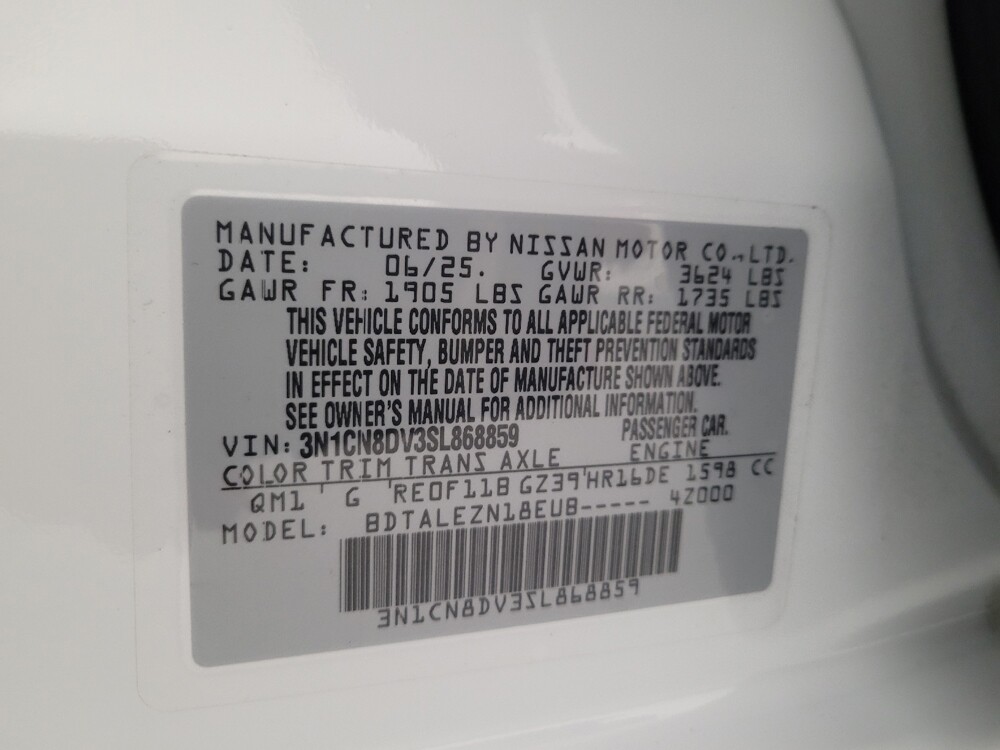 MANUFACTURED BY NISSAN MOTOR CO.,LTD.
DATE: 06/25. GVWR: 3624 LBS
GAWR FR: 1905 LBS GAWR RR: 1735 LBS
THIS VEHICLE CONFORMS TO ALL APPLICABLE FEDERAL MOTOR
VEHICLE SAFETY, BUMPER AND THEFT PREVENTION STANDARDS
IN EFFECT ON THE DATE OF MANUFACTURE SHOWN ABOVE.
SEE OWNER'S MANUAL FOR ADDITIONAL INFORMATION.
VIN: 3N1CN8DV3SL868859 PASSENGER CAR.
COLOR TRIM TRANS AXLE ENGINE
QM1 G RE0F11B GZ39 HR16DE 1598 CC
MODEL: BDTALEZN18EUB----- 4Z000
3N1CN8DV3SL868859